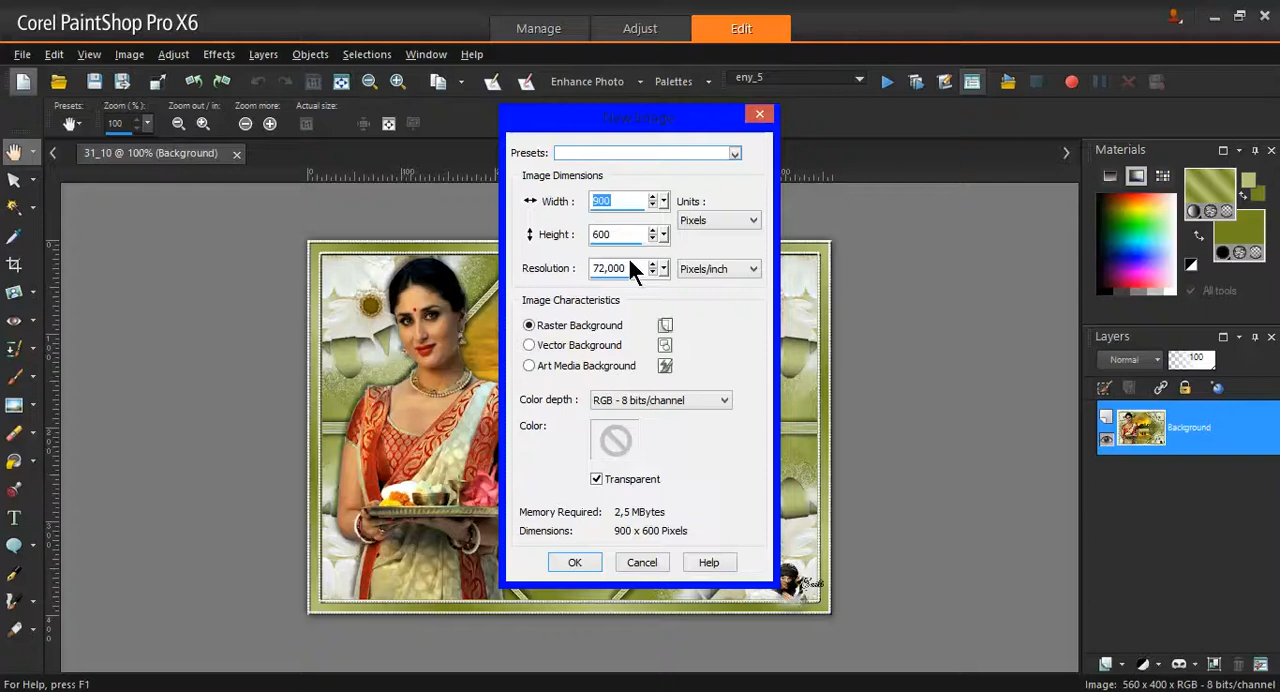 Corel PaintShop Pro X6
Manage
Adjust
Edit
File Edit View Image Adjust Effects Layers Objects Selections Window Help
Enhance Photo
Palettes
eny_5
Presets:
Zoom (%):
Zoom out / in:
Zoom more:
Actual size:
100
31_10 @ 100% (Background)
New Image
Presets:
Image Dimensions
Width : 900
Units :
Pixels
Height : 600
Resolution : 72,000
Pixels/inch
Image Characteristics
Raster Background
Vector Background
Art Media Background
Color depth : RGB - 8 bits/channel
Color:
Transparent
Memory Required: 2,5 MBytes
Dimensions: 900 x 600 Pixels
OK
Cancel
Help
Materials
All tools
Layers
Normal
100
Background
For Help, press F1
Image: 560 x 400 x RGB - 8 bits/channel